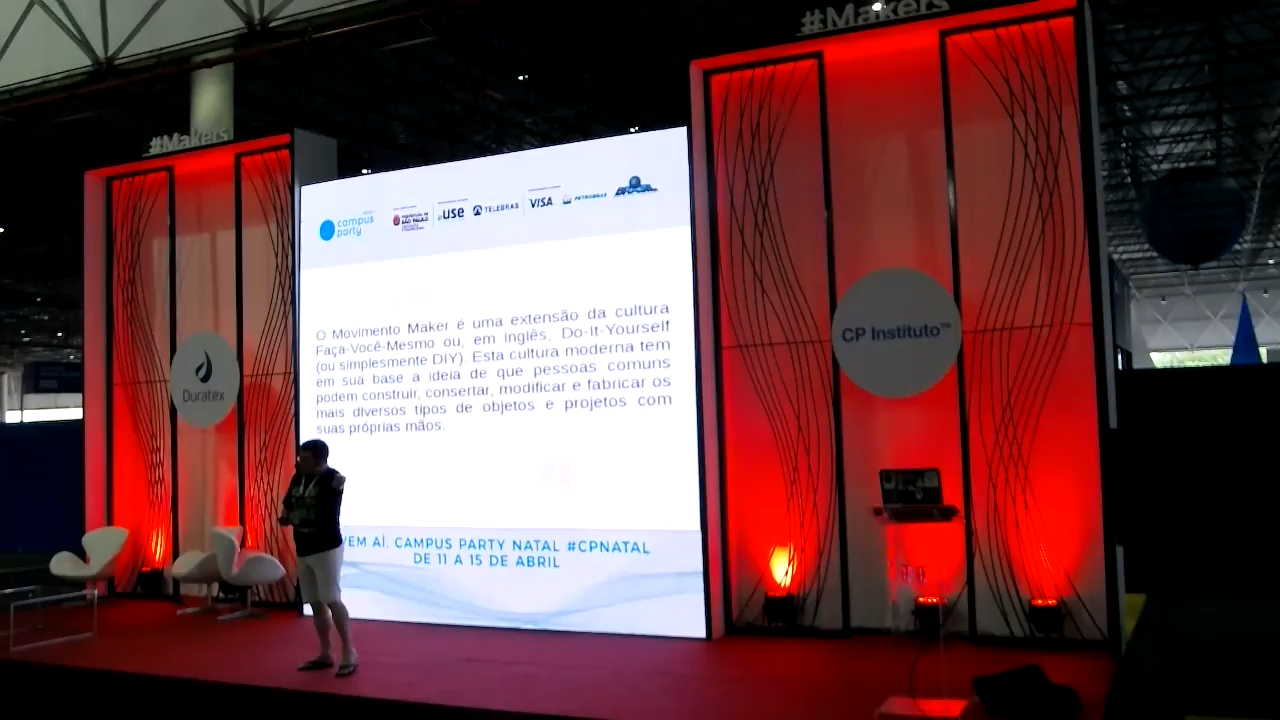 #Makers
#Makers
campus
party
SÃO PAULO
USE
TELEBRAS
VISA
PETROBRAS
BRASIL
O Movimento Maker é uma extensão da cultura
Faça-Você-Mesmo ou, em inglês, Do-It-Yourself
(ou simplesmente DIY). Esta cultura moderna tem
em sua base a ideia de que pessoas comuns
podem construir, consertar, modificar e fabricar os
mais diversos tipos de objetos e projetos com
suas próprias mãos.
Duratex
CP Instituto™
VEM AÍ, CAMPUS PARTY NATAL #CPNATAL
DE 11 A 15 DE ABRIL